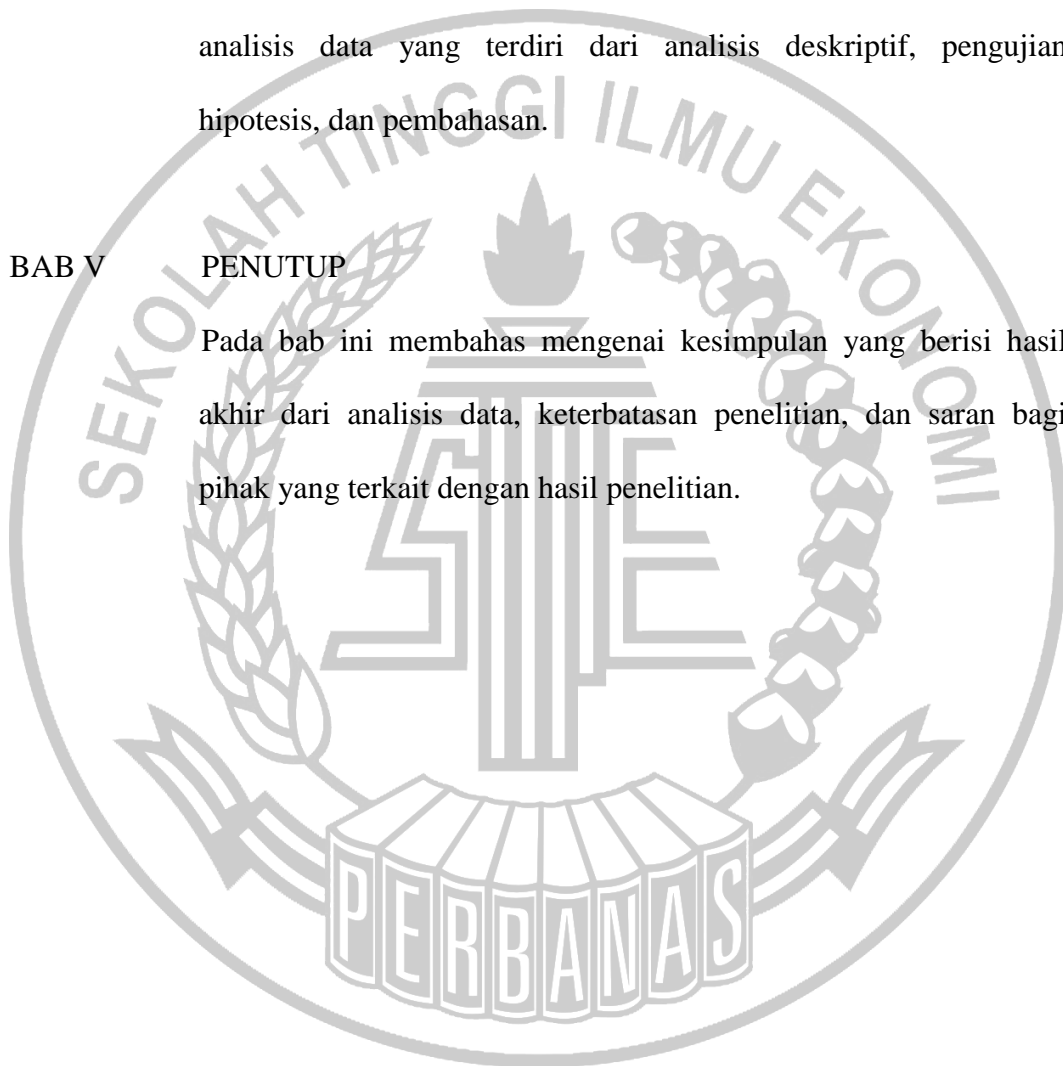 analisis data yang terdiri dari analisis deskriptif, pengujian
hipotesis, dan pembahasan.
SEKOLAH TINGGI ILMU EKONOMI
BAB V PENUTUP
Pada bab ini membahas mengenai kesimpulan yang berisi hasil
akhir dari analisis data, keterbatasan penelitian, dan saran bagi
pihak yang terkait dengan hasil penelitian.
STIE
PERBANAS